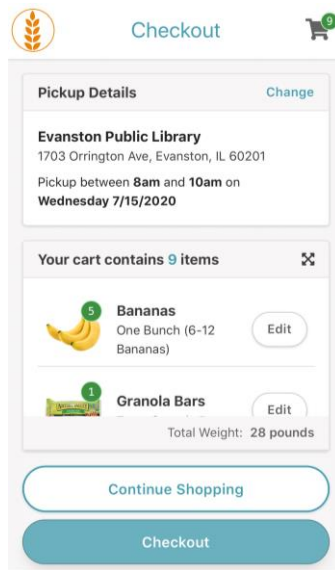 Checkout
9
Pickup Details
Change
Evanston Public Library
1703 Orrington Ave, Evanston, IL 60201
Pickup between 8am and 10am on
Wednesday 7/15/2020
Your cart contains 9 items
5
Bananas
One Bunch (6-12
Bananas)
Edit
1
Granola Bars
Edit
Total Weight: 28 pounds
Continue Shopping
Checkout